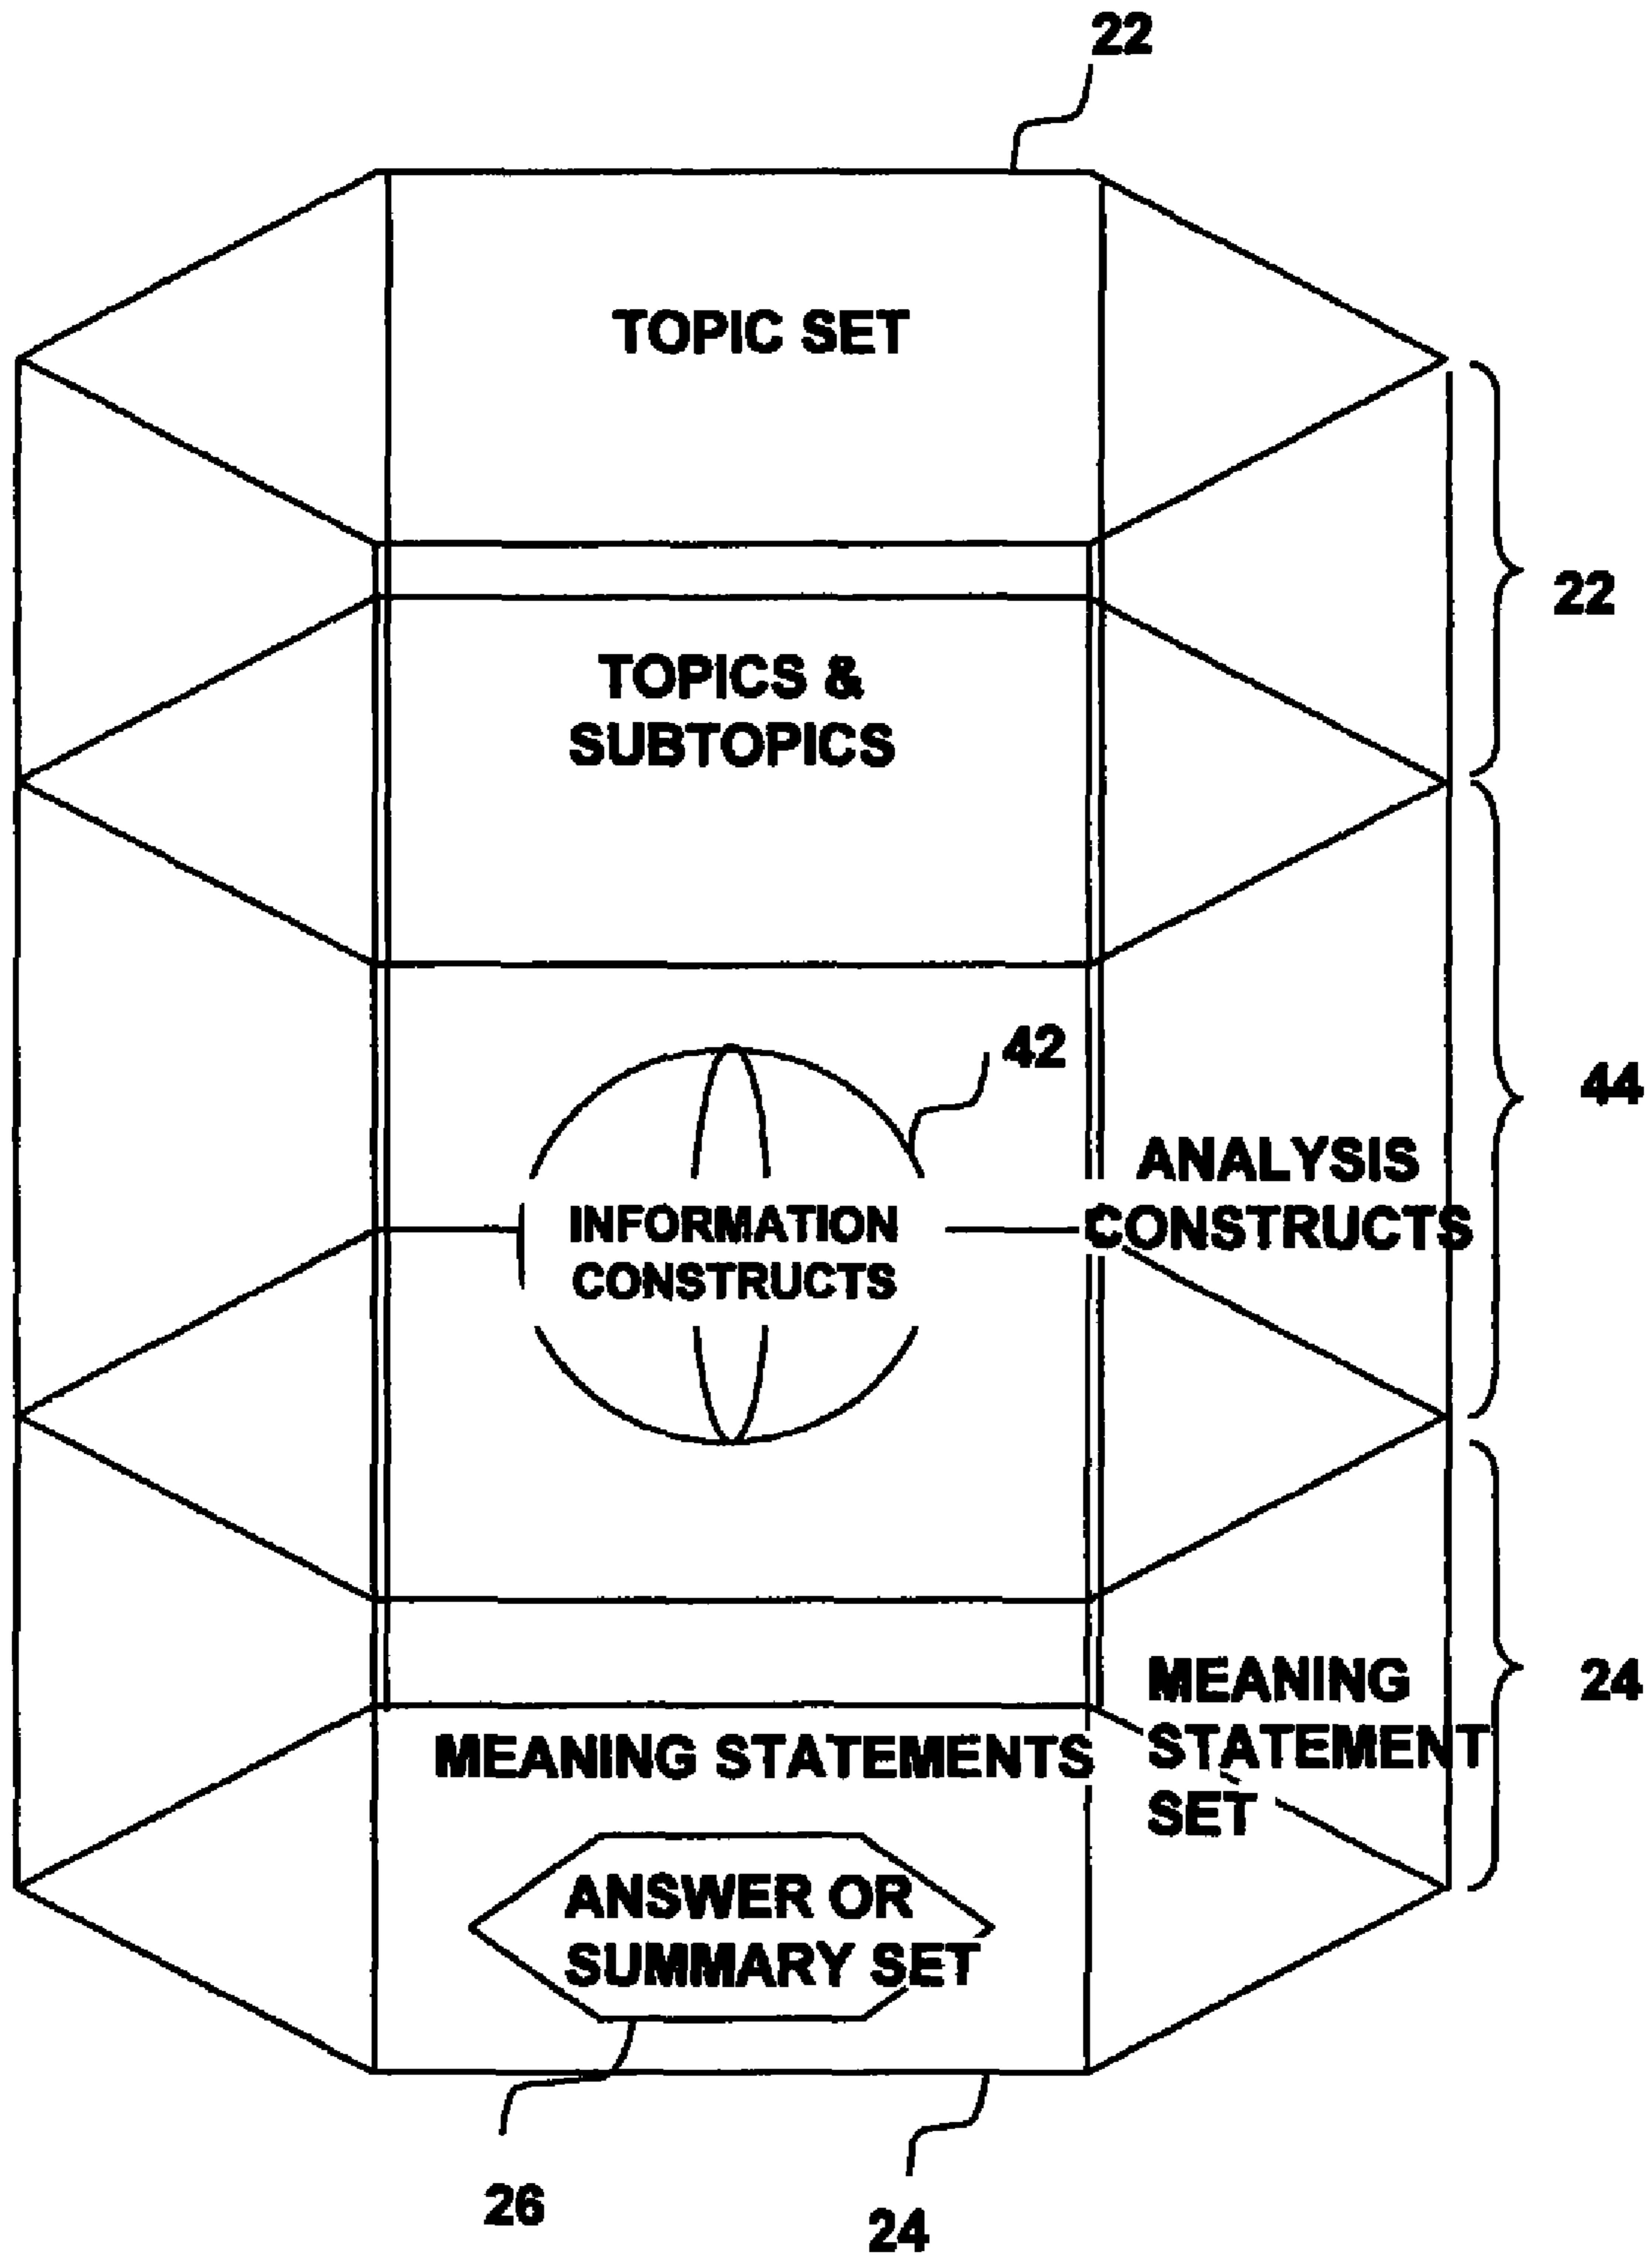 22
TOPIC SET
22
TOPICS &
SUBTOPICS
42
44
ANALYSIS
CONSTRUCTS
INFORMATION
CONSTRUCTS
MEANING
STATEMENT
SET
24
MEANING STATEMENTS
ANSWER OR
SUMMARY SET
26
24